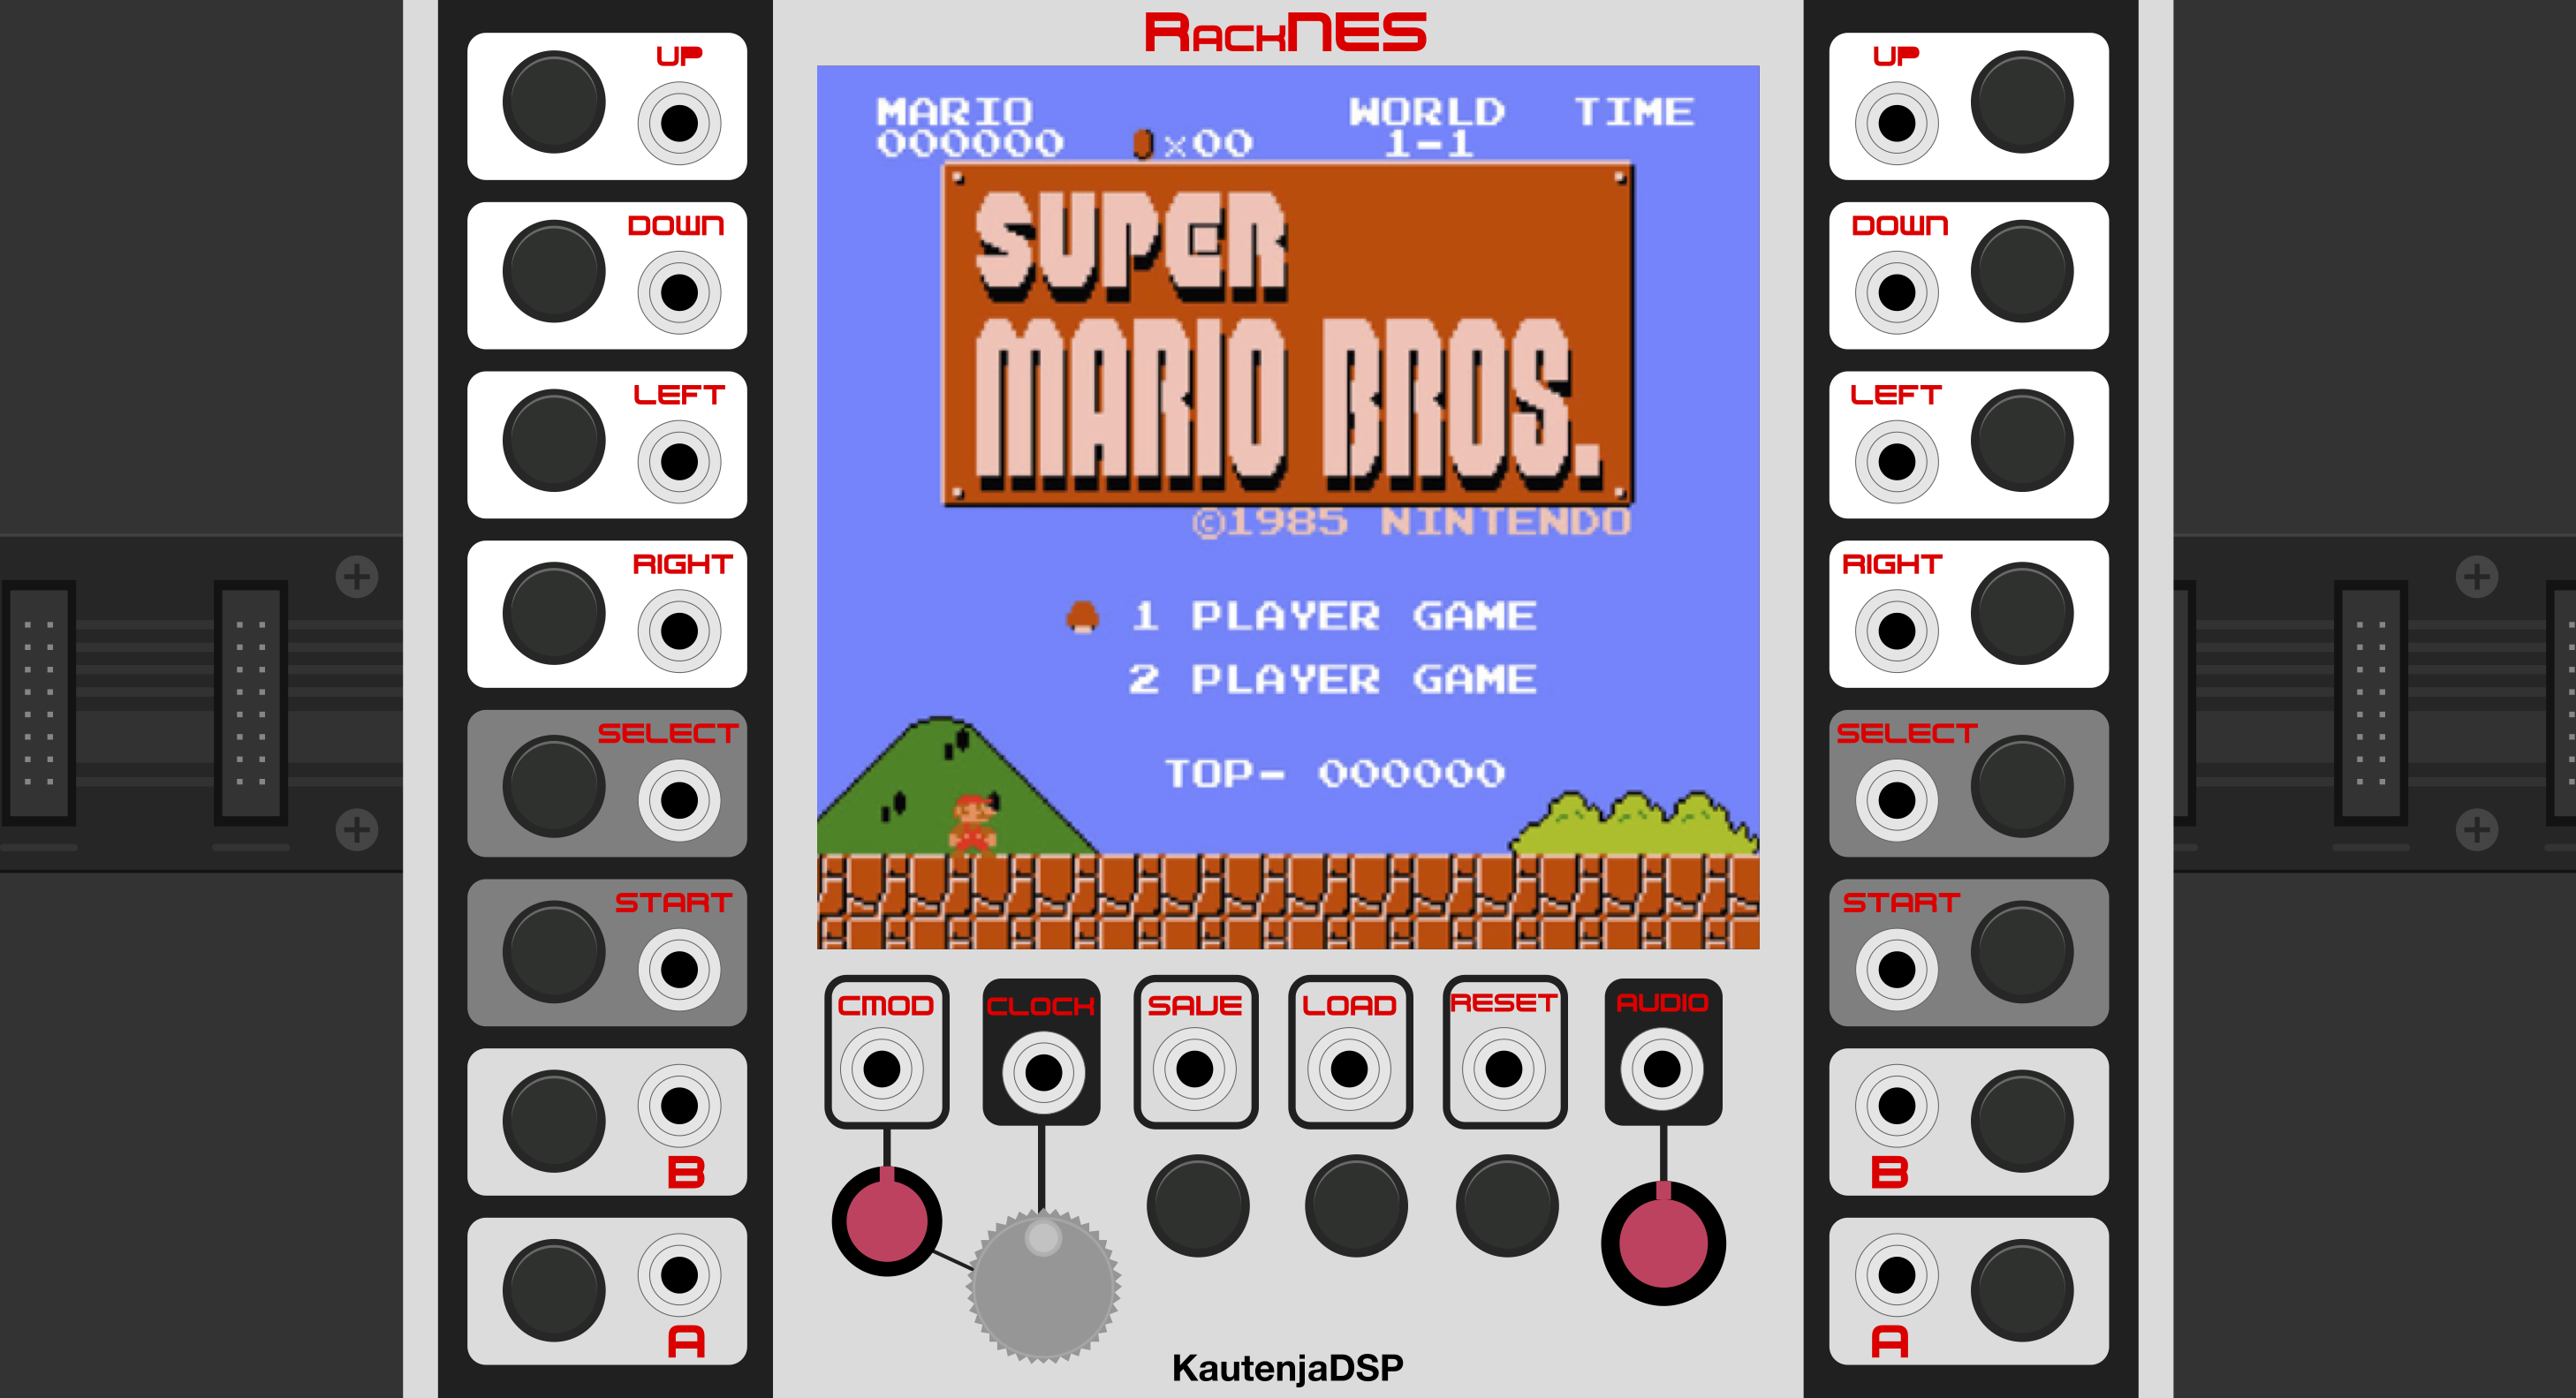 RackNES
UP
DOWN
LEFT
RIGHT
SELECT
START
B
A
MARIO WORLD TIME
000000 ×00 1-1
SUPER
MARIO BROS.
©1985 NINTENDO
1 PLAYER GAME
2 PLAYER GAME
TOP- 000000
CMOD CLOCK SAVE LOAD RESET AUDIO
KautenjaDSP
UP
DOWN
LEFT
RIGHT
SELECT
START
B
A